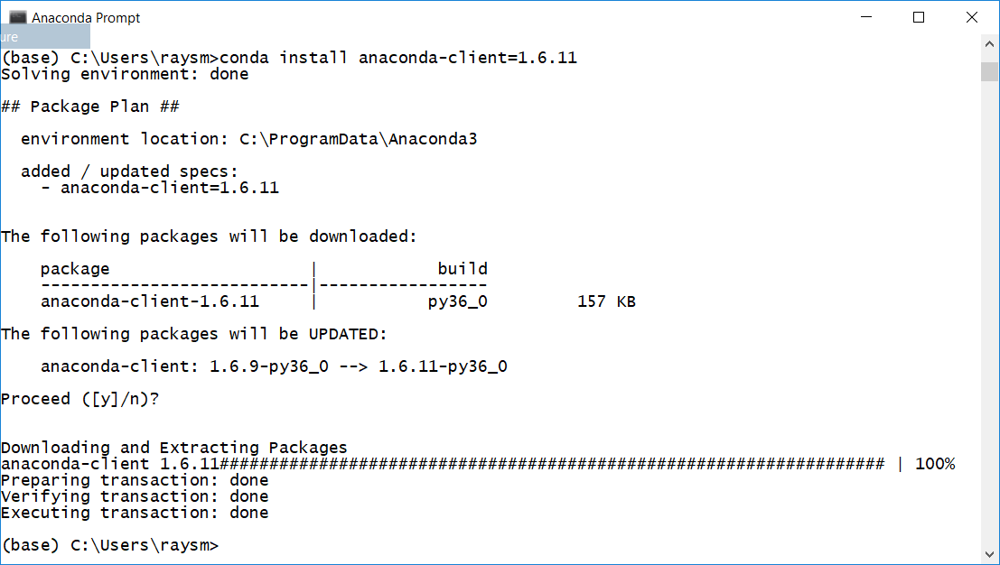 Anaconda Prompt
ure
(base) C:\Users\raysm>conda install anaconda-client=1.6.11
Solving environment: done
## Package Plan ##
environment location: C:\ProgramData\Anaconda3
added / updated specs:
- anaconda-client=1.6.11
The following packages will be downloaded:
package | build
---------------------------|-----------------
anaconda-client-1.6.11 | py36_0 157 KB
The following packages will be UPDATED:
anaconda-client: 1.6.9-py36_0 --> 1.6.11-py36_0
Proceed ([y]/n)?
Downloading and Extracting Packages
anaconda-client 1.6.11################################################################### | 100%
Preparing transaction: done
Verifying transaction: done
Executing transaction: done
(base) C:\Users\raysm>